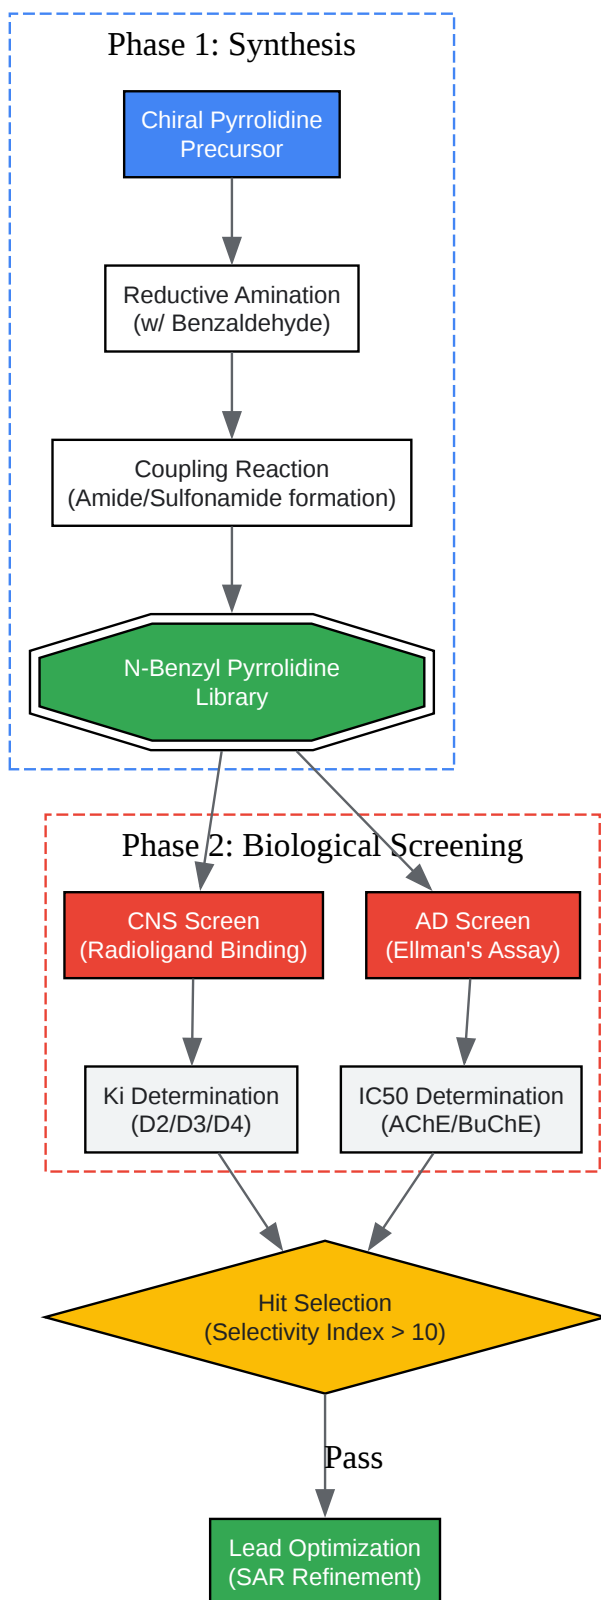 Phase 1: Synthesis
Chiral Pyrrolidine
Precursor
Reductive Amination
(w/ Benzaldehyde)
Coupling Reaction
(Amide/Sulfonamide formation)
N-Benzyl Pyrrolidine
Library
Phase 2: Biological Screening
CNS Screen
(Radioligand Binding)
AD Screen
(Ellman's Assay)
Ki Determination
(D2/D3/D4)
IC50 Determination
(AChE/BuChE)
Hit Selection
(Selectivity Index > 10)
Pass
Lead Optimization
(SAR Refinement)